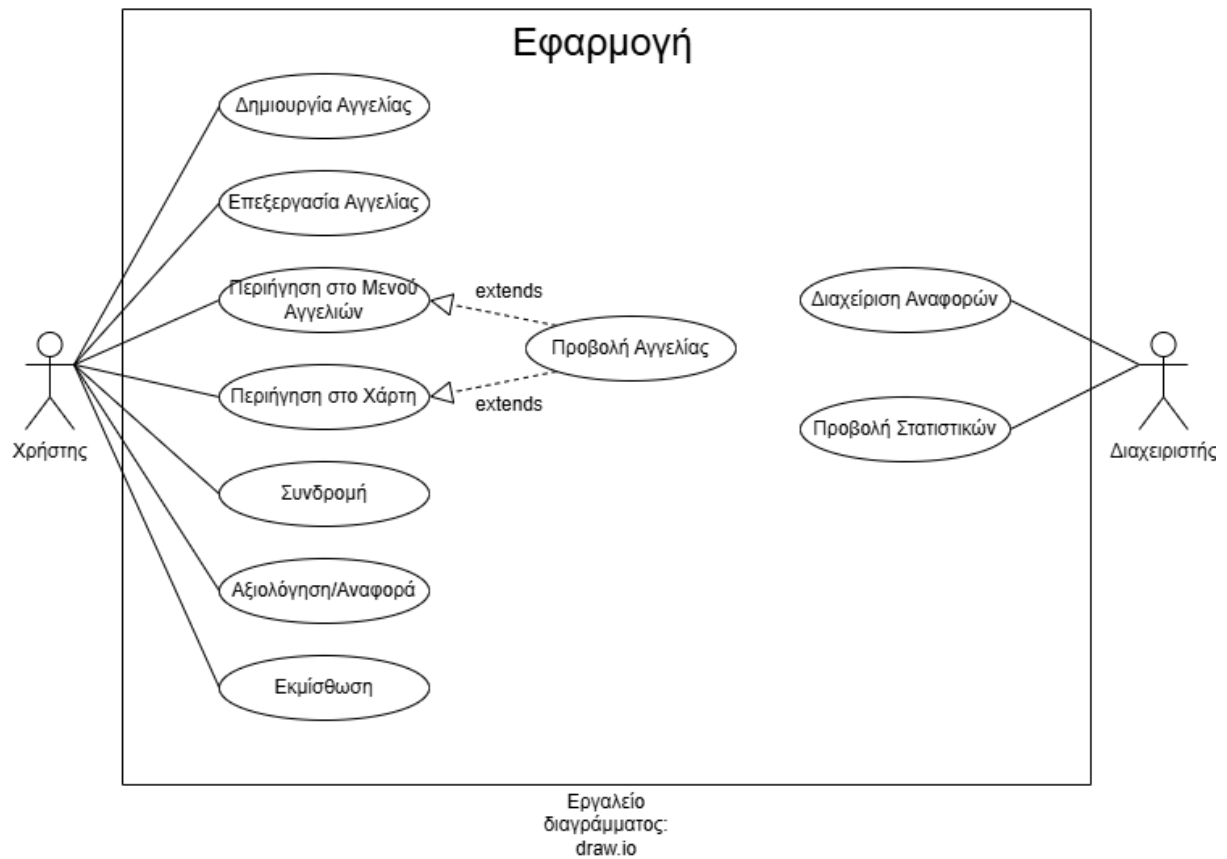 Εφαρμογή
Δημιουργία Αγγελίας
Επεξεργασία Αγγελίας
Περιήγηση στο Μενού
Αγγελιών
extends
Προβολή Αγγελίας
Περιήγηση στο Χάρτη
extends
Συνδρομή
Αξιολόγηση/Αναφορά
Εκμίσθωση
Χρήστης
Διαχείριση Αναφορών
Προβολή Στατιστικών
Διαχειριστής
Εργαλείο
διαγράμματος:
draw.io